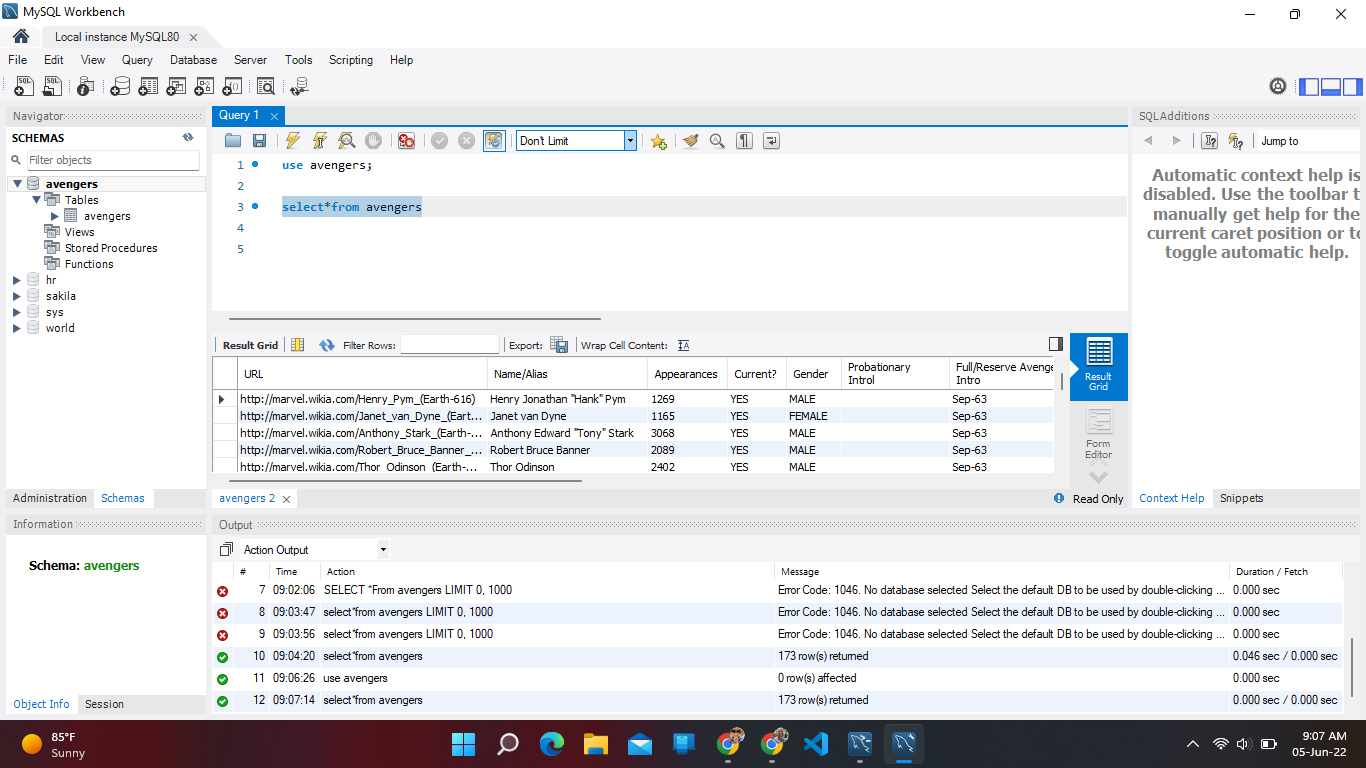 MySQL Workbench
Local instance MySQL80
File Edit View Query Database Server Tools Scripting Help
Navigator
SCHEMAS
Filter objects
avengers
Tables
avengers
Views
Stored Procedures
Functions
hr
sakila
sys
world
Administration Schemas
Information
Schema: avengers
Object Info Session
Query 1
Don't Limit
1 use avengers;
2
3 select*from avengers
4
5
Result Grid Filter Rows: Export: Wrap Cell Content:
URL Name/Alias Appearances Current? Gender Probationary Introl Full/Reserve Avenge Intro
http://marvel.wikia.com/Henry_Pym_(Earth-616) Henry Jonathan "Hank" Pym 1269 YES MALE Sep-63
http://marvel.wikia.com/Janet_van_Dyne_(Eart... Janet van Dyne 1165 YES FEMALE Sep-63
http://marvel.wikia.com/Anthony_Stark_(Earth-... Anthony Edward "Tony" Stark 3068 YES MALE Sep-63
http://marvel.wikia.com/Robert_Bruce_Banner_... Robert Bruce Banner 2089 YES MALE Sep-63
http://marvel.wikia.com/Thor_Odinson_(Earth-... Thor Odinson 2402 YES MALE Sep-63
Result Grid
Form Editor
avengers 2
Read Only
SQLAdditions
Jump to
Automatic context help is
disabled. Use the toolbar t
manually get help for the
current caret position or to
toggle automatic help.
Context Help Snippets
Output
Action Output
# Time Action Message Duration / Fetch
7 09:02:06 SELECT *From avengers LIMIT 0, 1000 Error Code: 1046. No database selected Select the default DB to be used by double-clicking ... 0.000 sec
8 09:03:47 select*from avengers LIMIT 0, 1000 Error Code: 1046. No database selected Select the default DB to be used by double-clicking ... 0.000 sec
9 09:03:56 select*from avengers LIMIT 0, 1000 Error Code: 1046. No database selected Select the default DB to be used by double-clicking ... 0.000 sec
10 09:04:20 select*from avengers 173 row(s) returned 0.046 sec / 0.000 sec
11 09:06:26 use avengers 0 row(s) affected 0.000 sec
12 09:07:14 select*from avengers 173 row(s) returned 0.000 sec / 0.000 sec
85°F
Sunny
9:07 AM
05-Jun-22